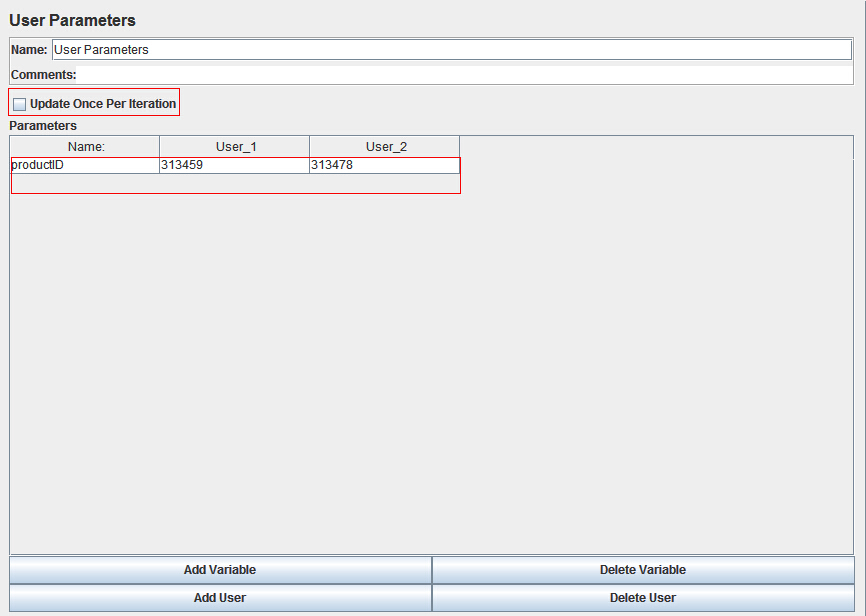 User Parameters
Name: User Parameters
Comments:
Update Once Per Iteration
Parameters
Name: User_1 User_2
productID 313459 313478
Add Variable Delete Variable
Add User Delete User